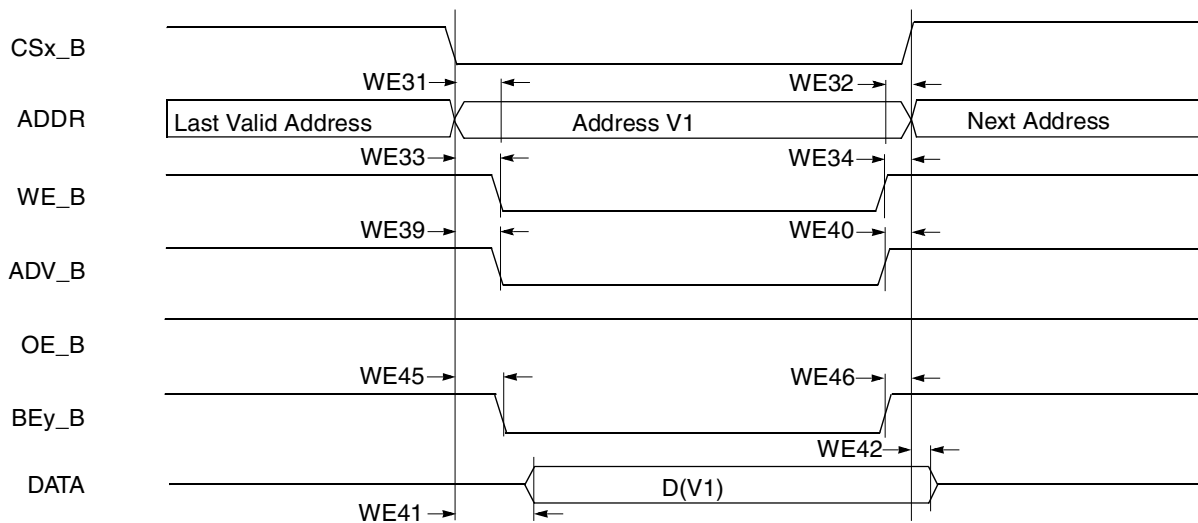 CSx_B
WE31
WE32
ADDR
Last Valid Address
Address V1
Next Address
WE33
WE34
WE_B
WE39
WE40
ADV_B
OE_B
WE45
WE46
BEy_B
WE42
DATA
D(V1)
WE41